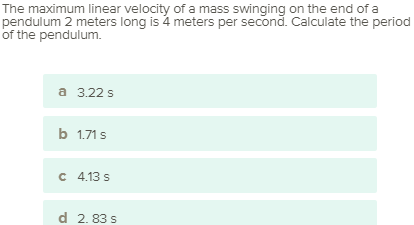 The maximum linear velocity of a mass swinging on the end of a
pendulum 2 meters long is 4 meters per second. Calculate the period
of the pendulum.
a 3.22 s
b 1.71 s
c 4.13 s
d 2. 83 s